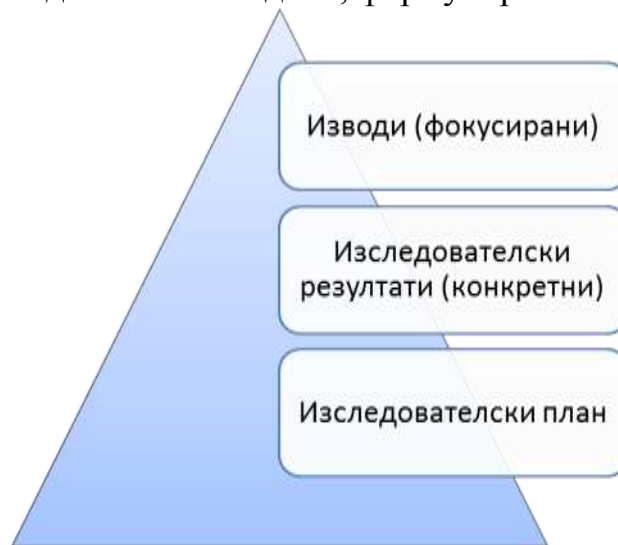 Изводи (фокусирани)
Изследователски
резултати (конкретни)
Изследователски план